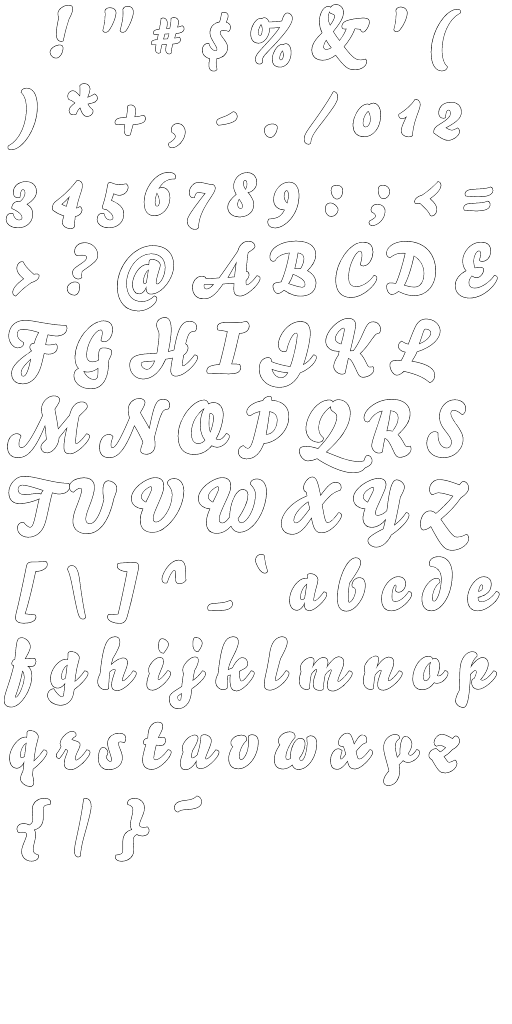 ! " # $ % & ' (
) * + , - . / 0 1 2
3 4 5 6 7 8 9 : ; < =
> ? @ A B C D E
F G H I J K L
M N O P Q R S
T U V W X Y Z
[ \ ] ^ _ ` a b c d e
f g h i j k l m n o p
q r s t u v w x y z
{ | } ~